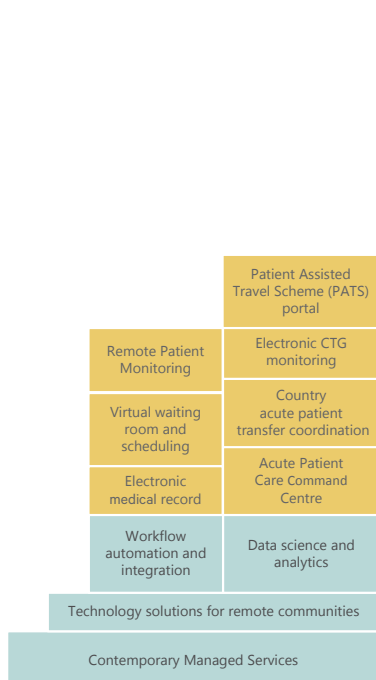 Patient Assisted
Travel Scheme (PATS)
portal
Remote Patient
Monitoring
Electronic CTG
monitoring
Virtual waiting
room and
scheduling
Country
acute patient
transfer coordination
Electronic
medical record
Acute Patient
Care Command
Centre
Workflow
automation and
integration
Data science and
analytics
Technology solutions for remote communities
Contemporary Managed Services